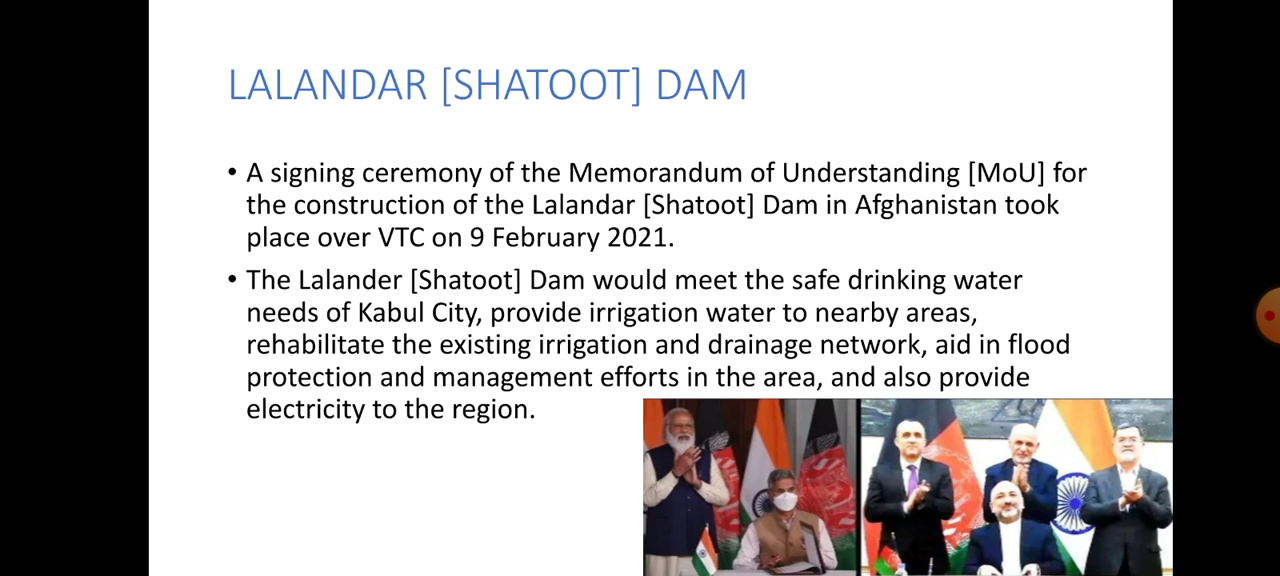 LALANDAR [SHATOOT] DAM
• A signing ceremony of the Memorandum of Understanding [MoU] for
the construction of the Lalandar [Shatoot] Dam in Afghanistan took
place over VTC on 9 February 2021.
• The Lalander [Shatoot] Dam would meet the safe drinking water
needs of Kabul City, provide irrigation water to nearby areas,
rehabilitate the existing irrigation and drainage network, aid in flood
protection and management efforts in the area, and also provide
electricity to the region.